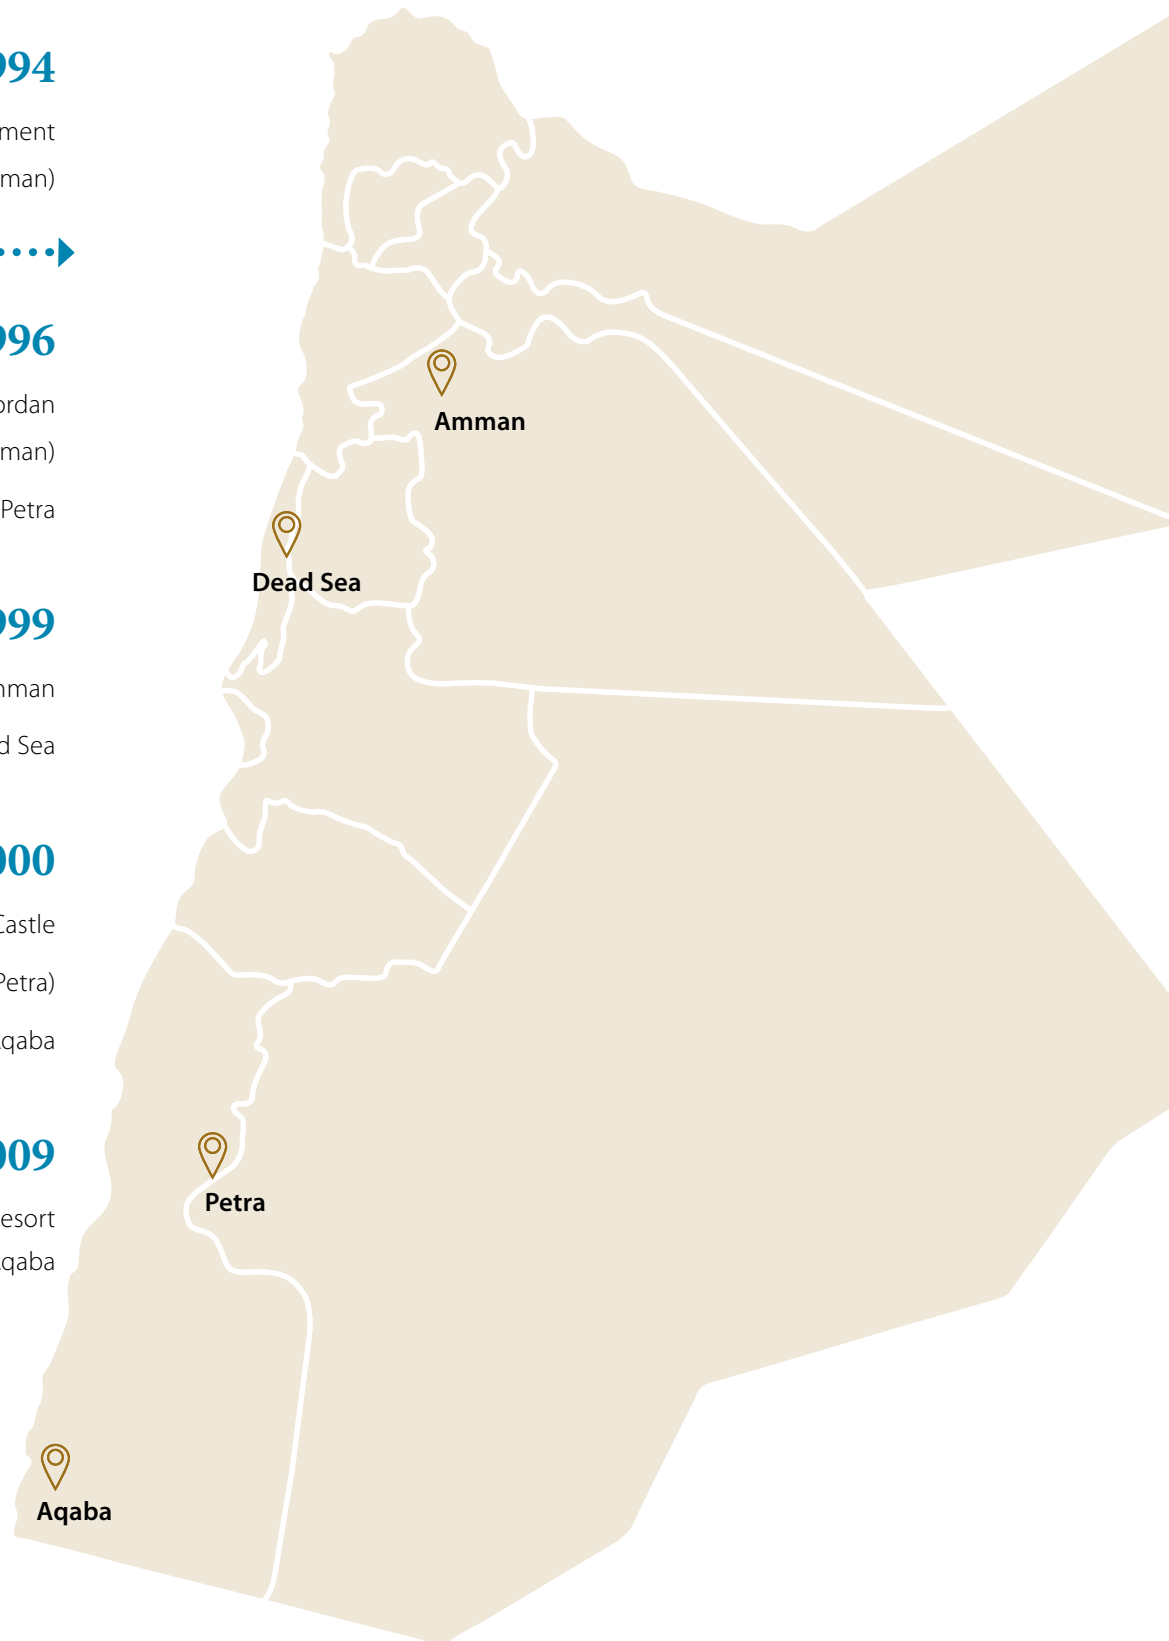 994
ment
man)
996
ordan
man)
Petra
999
nman
d Sea
000
Castle
Petra)
qaba
009
esort
qaba
Amman
Dead Sea
Petra
Aqaba